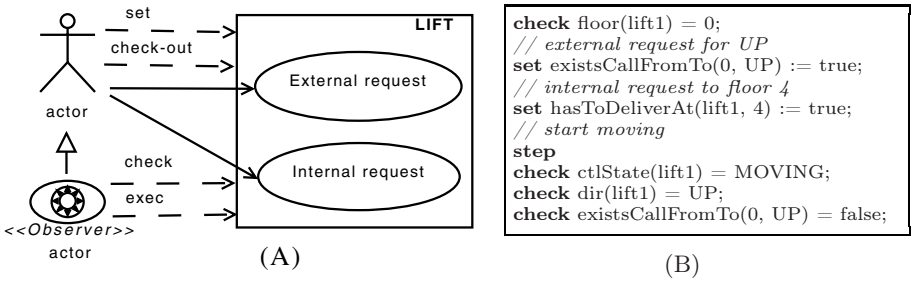 set
LIFT
check-out
External request
actor
check
Internal request
exec
<<Observer>>
actor
(A)
check floor(lift1) = 0;
// external request for UP
set existsCallFromTo(0, UP) := true;
// internal request to floor 4
set hasToDeliverAt(lift1, 4) := true;
// start moving
step
check ctlState(lift1) = MOVING;
check dir(lift1) = UP;
check existsCallFromTo(0, UP) = false;
(B)